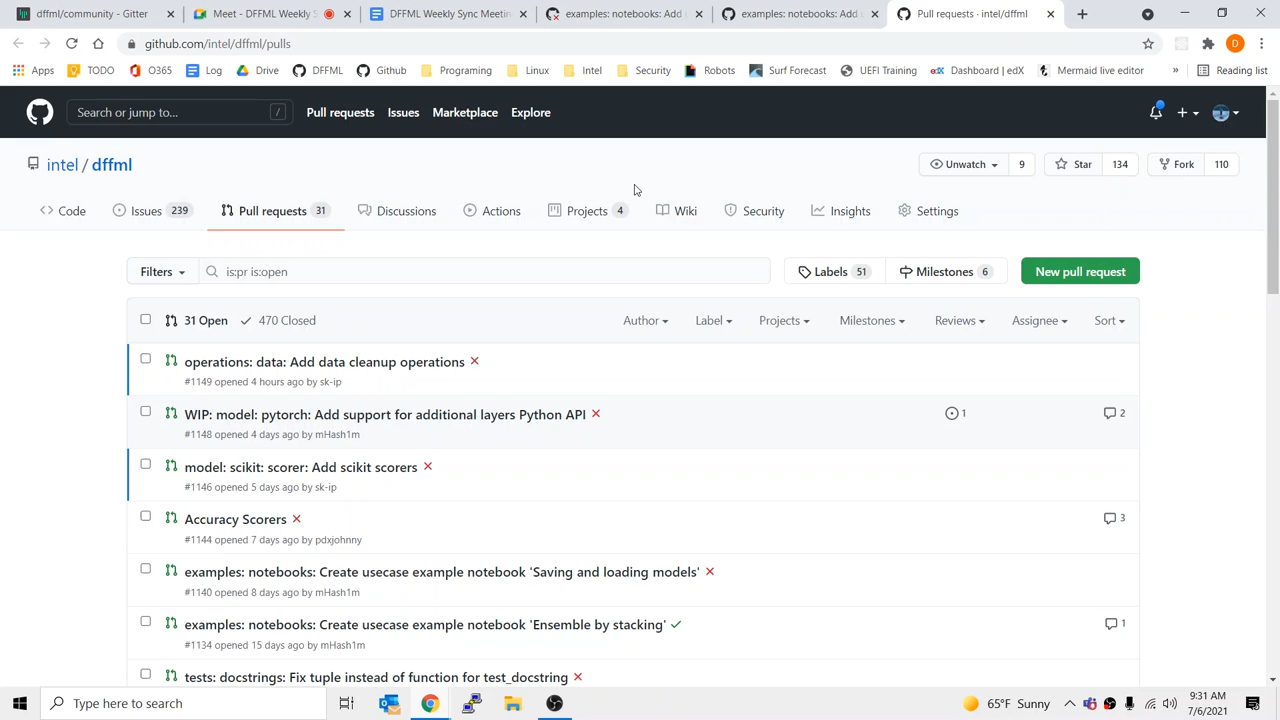 dffml/community - Gitter
Meet - DFFML Weekly S
DFFML Weekly Sync Meetin
examples: notebooks: Add
examples: notebooks: Add
Pull requests · intel/dffml
github.com/intel/dffml/pulls
Apps
TODO
O365
Log
Drive
DFFML
Github
Programing
Linux
Intel
Security
Robots
Surf Forecast
UEFI Training
edX
Dashboard | edX
Mermaid live editor
»
Reading list
D
Search or jump to...
/
Pull requests
Issues
Marketplace
Explore
intel / dffml
Unwatch
9
Star
134
Fork
110
Code
Issues 239
Pull requests 31
Discussions
Actions
Projects 4
Wiki
Security
Insights
Settings
Filters
is:pr is:open
Labels 51
Milestones 6
New pull request
31 Open
470 Closed
Author
Label
Projects
Milestones
Reviews
Assignee
Sort
operations: data: Add data cleanup operations
#1149 opened 4 hours ago by sk-ip
WIP: model: pytorch: Add support for additional layers Python API
1
2
#1148 opened 4 days ago by mHash1m
model: scikit: scorer: Add scikit scorers
#1146 opened 5 days ago by sk-ip
Accuracy Scorers
3
#1144 opened 7 days ago by pdxjohnny
examples: notebooks: Create usecase example notebook 'Saving and loading models'
#1140 opened 8 days ago by mHash1m
examples: notebooks: Create usecase example notebook 'Ensemble by stacking'
1
#1134 opened 15 days ago by mHash1m
tests: docstrings: Fix tuple instead of function for test_docstring
Type here to search
65°F Sunny
9:31 AM
7/6/2021